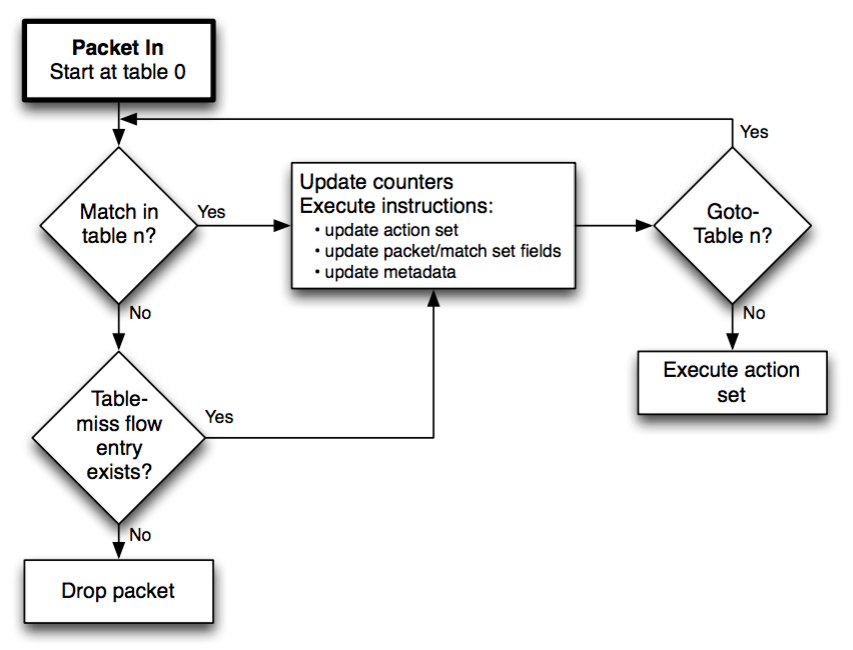 Packet In
Start at table 0
Yes
Match in
table n?
Yes
Update counters
Execute instructions:
• update action set
• update packet/match set fields
• update metadata
Goto-
Table n?
No
No
Table-
miss flow
entry
exists?
Yes
Execute action
set
No
Drop packet